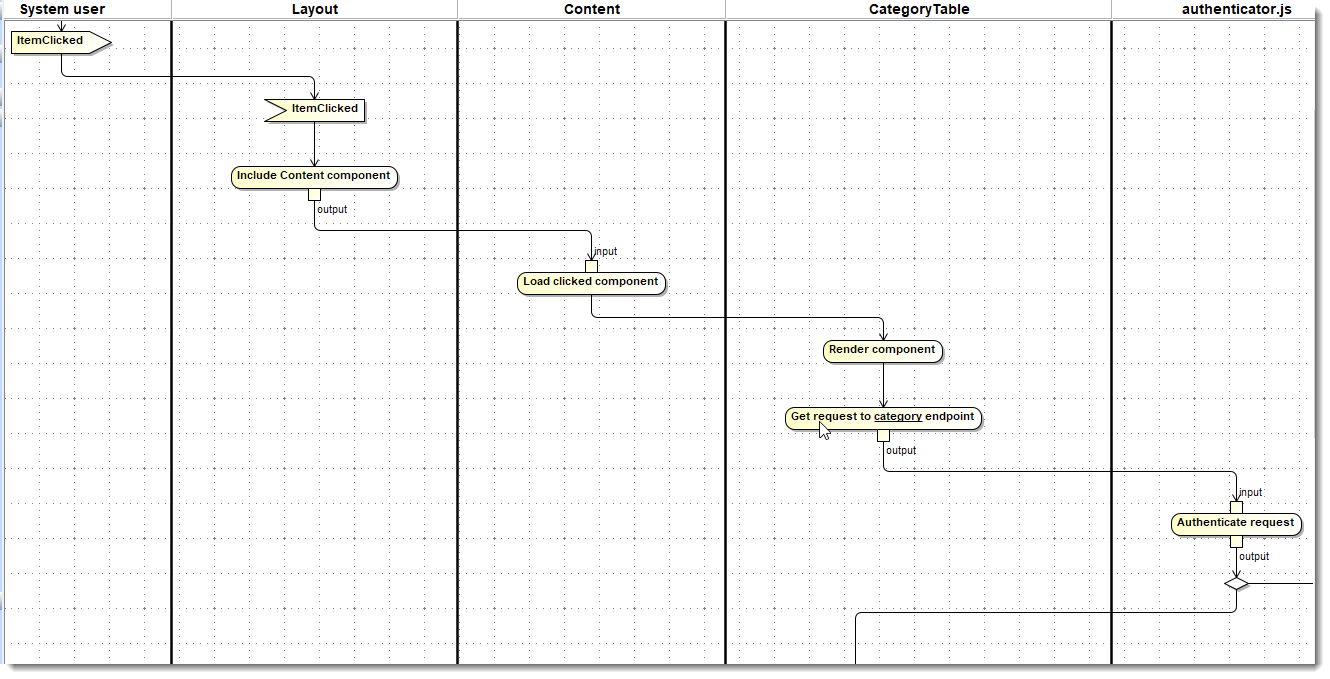 System user
Layout
Content
CategoryTable
authenticator.js
ItemClicked
ItemClicked
Include Content component
output
input
Load clicked component
Render component
Get request to category endpoint
output
input
Authenticate request
output